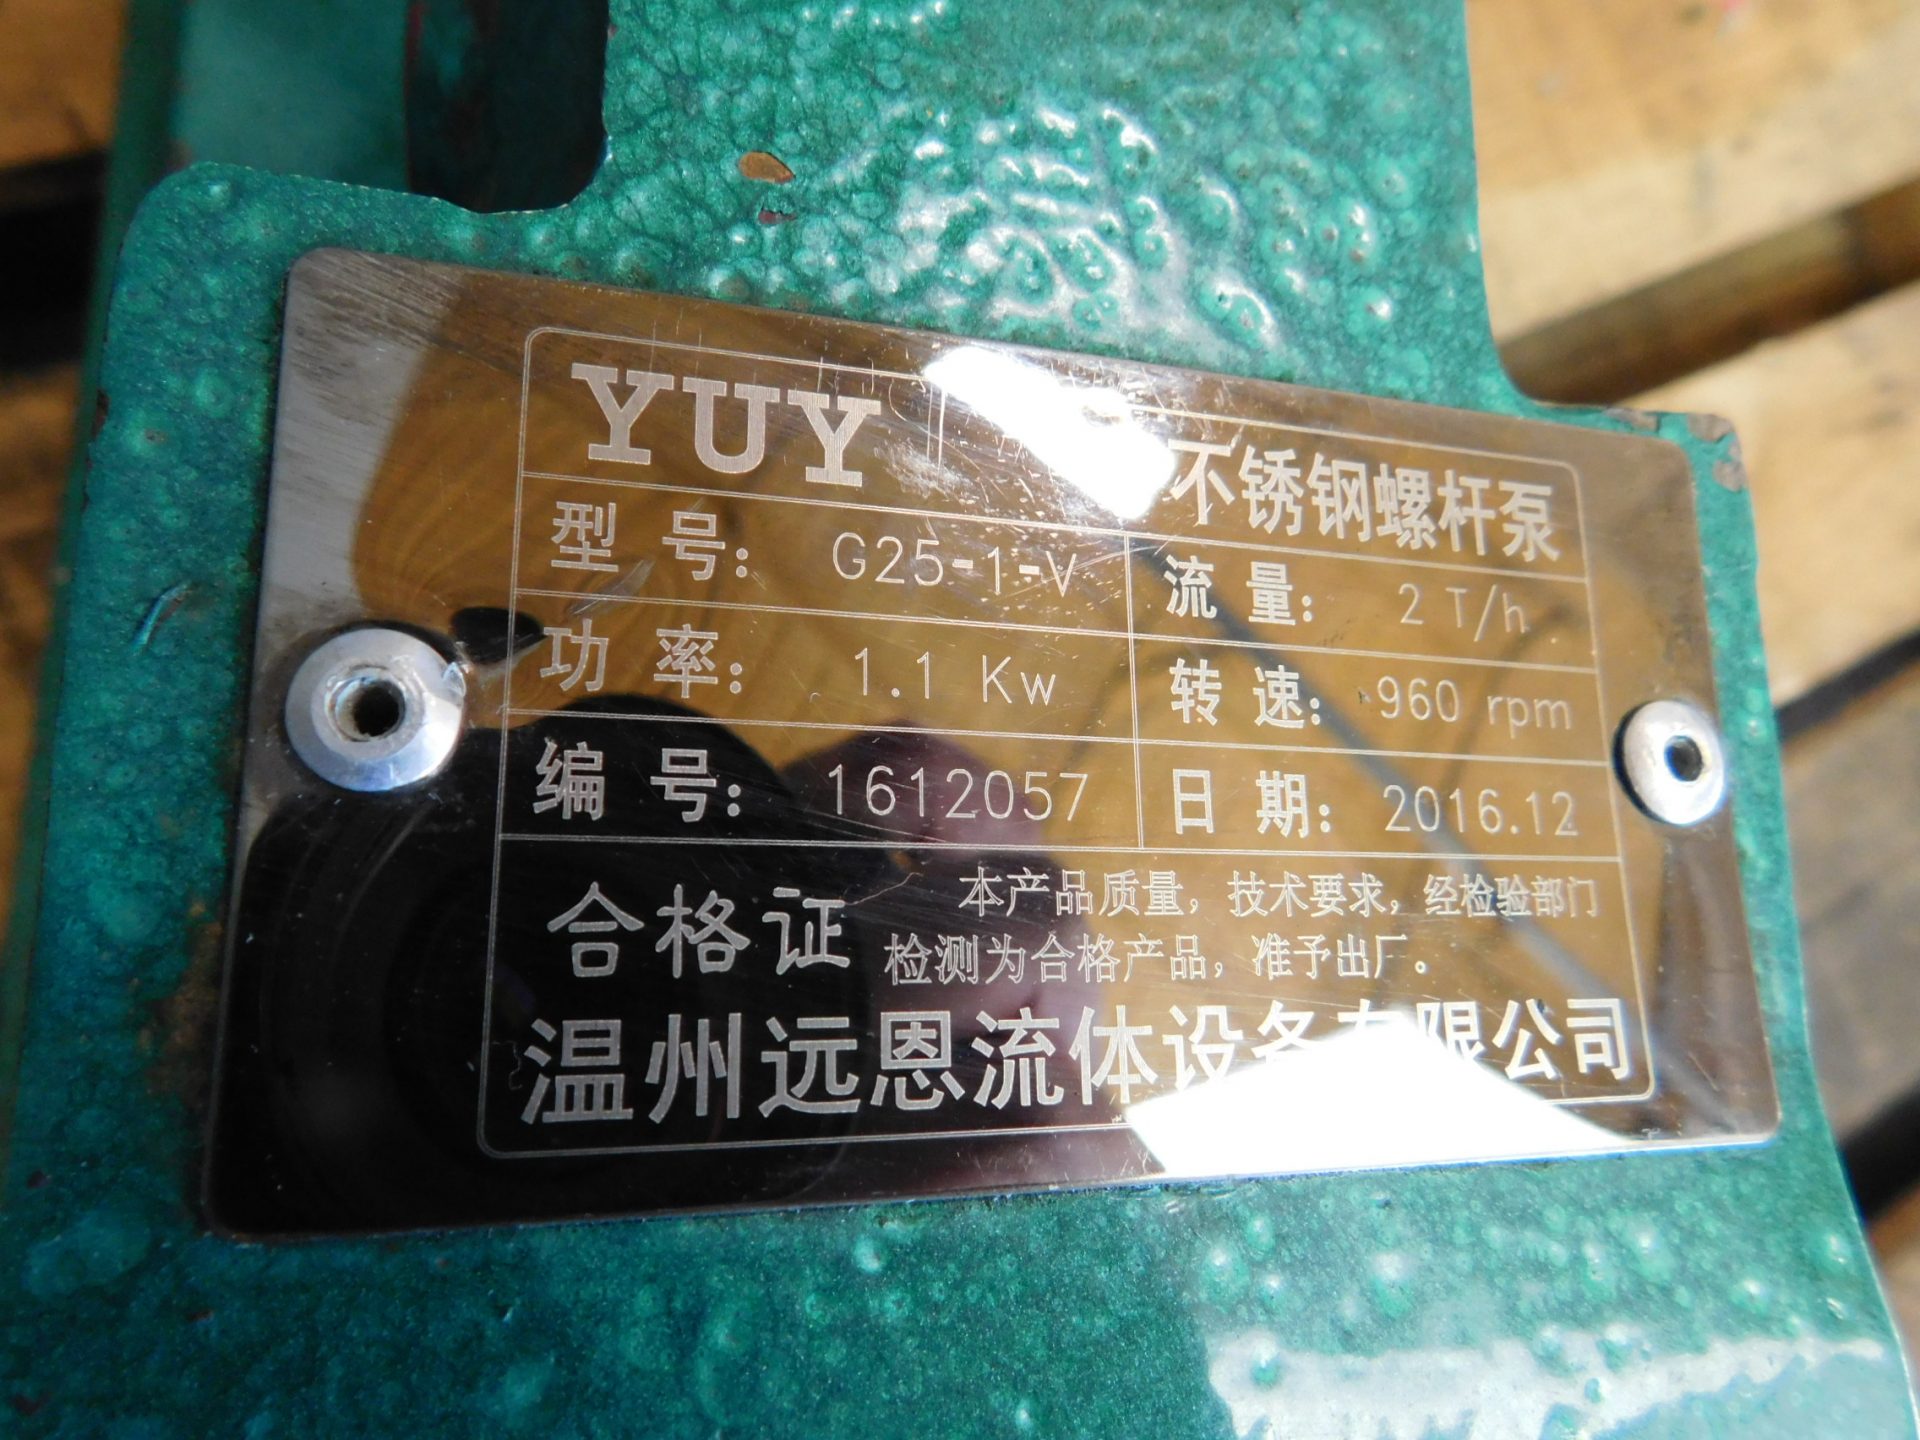 YUY 不锈钢螺杆泵
型号: G25-1-V 流量: 2 T/h
功率: 1.1 Kw 转速: 960 rpm
编号: 1612057 日期: 2016.12
合格证 本产品质量，技术要求，经检验部门
检测为合格产品，准予出厂。
温州远恩流体设备有限公司